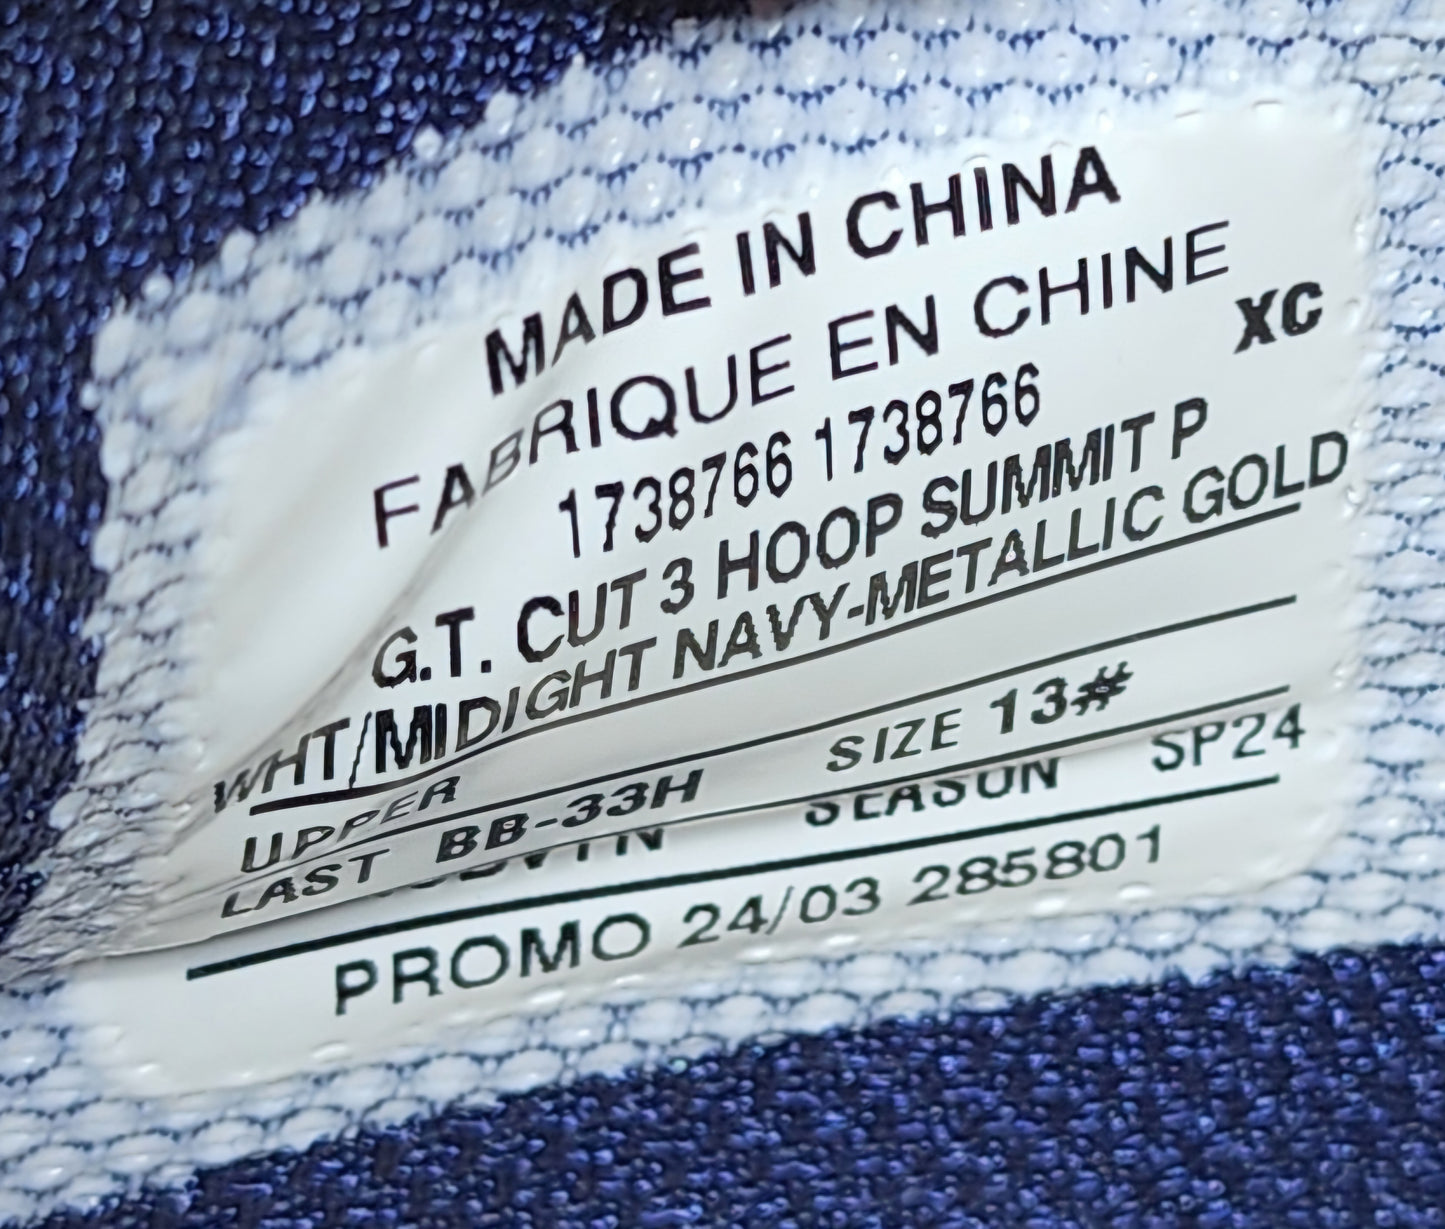 MADE IN CHINA
FABRIQUE EN CHINE
XC
1738766 1738766
G.T. CUT 3 HOOP SUMMIT P
WHT/MIDIGHT NAVY-METALLIC GOLD
UPPER
LAST BB-33H SIZE 13#
SEASON SP24
PROMO 24/03 285801